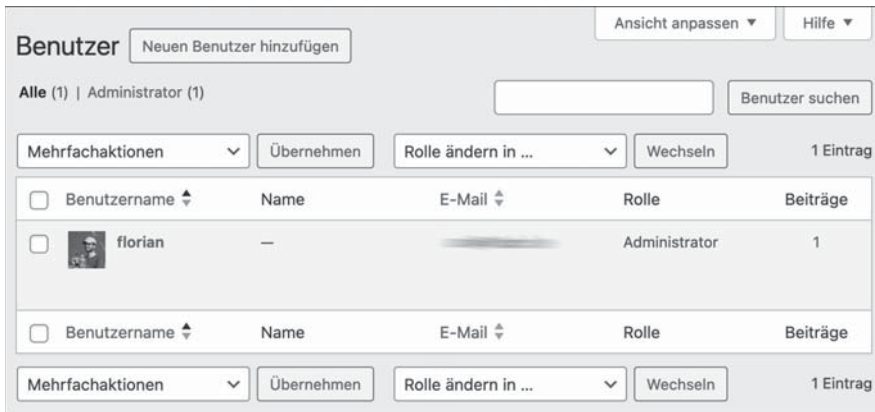 Ansicht anpassen ▼ Hilfe ▼
Benutzer Neuen Benutzer hinzufügen
Alle (1) | Administrator (1)
Benutzer suchen
Mehrfachaktionen Übernehmen Rolle ändern in ... Wechseln 1 Eintrag
Benutzername Name E-Mail Rolle Beiträge
florian — Administrator 1
Benutzername Name E-Mail Rolle Beiträge
Mehrfachaktionen Übernehmen Rolle ändern in ... Wechseln 1 Eintrag